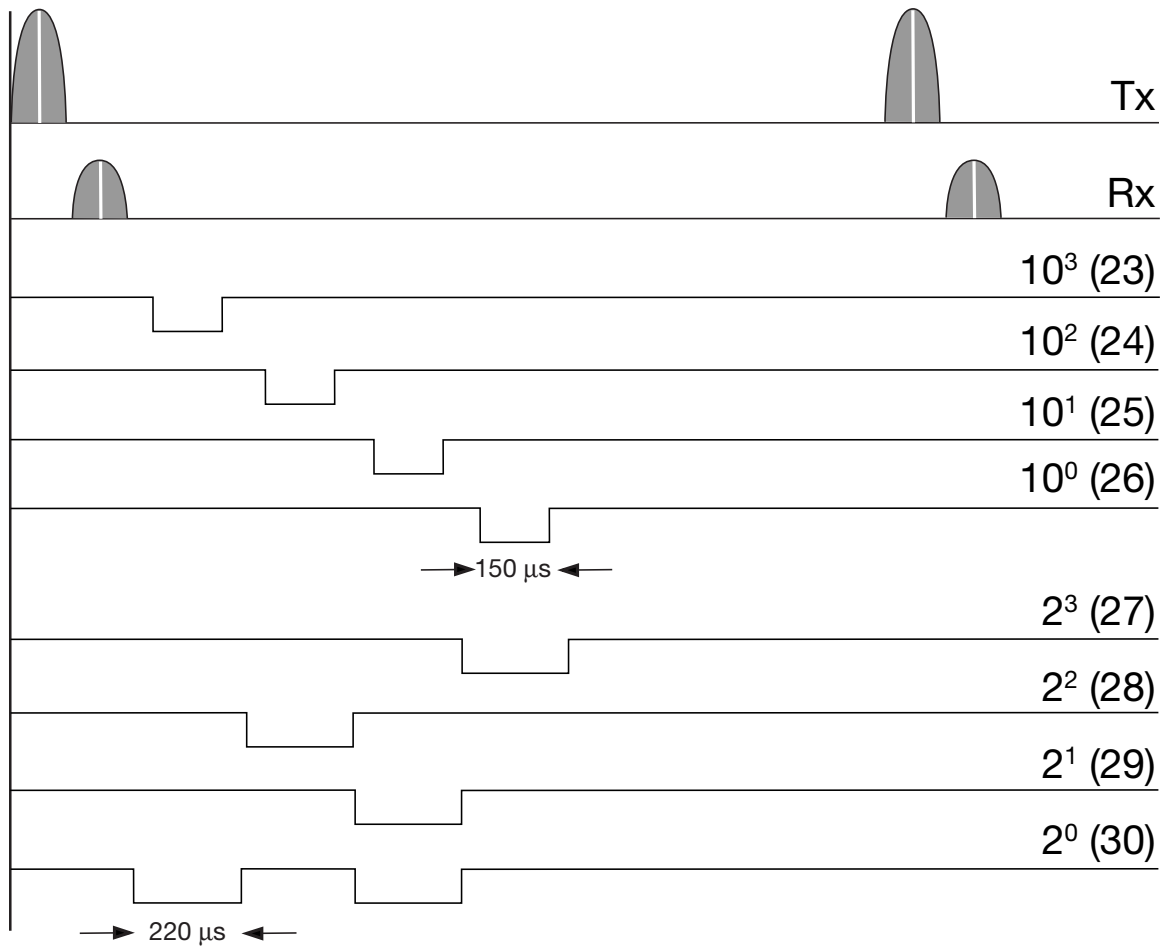 Tx
Rx
10³ (23)
10² (24)
10¹ (25)
10⁰ (26)
150 µs
2³ (27)
2² (28)
2¹ (29)
2⁰ (30)
220 µs